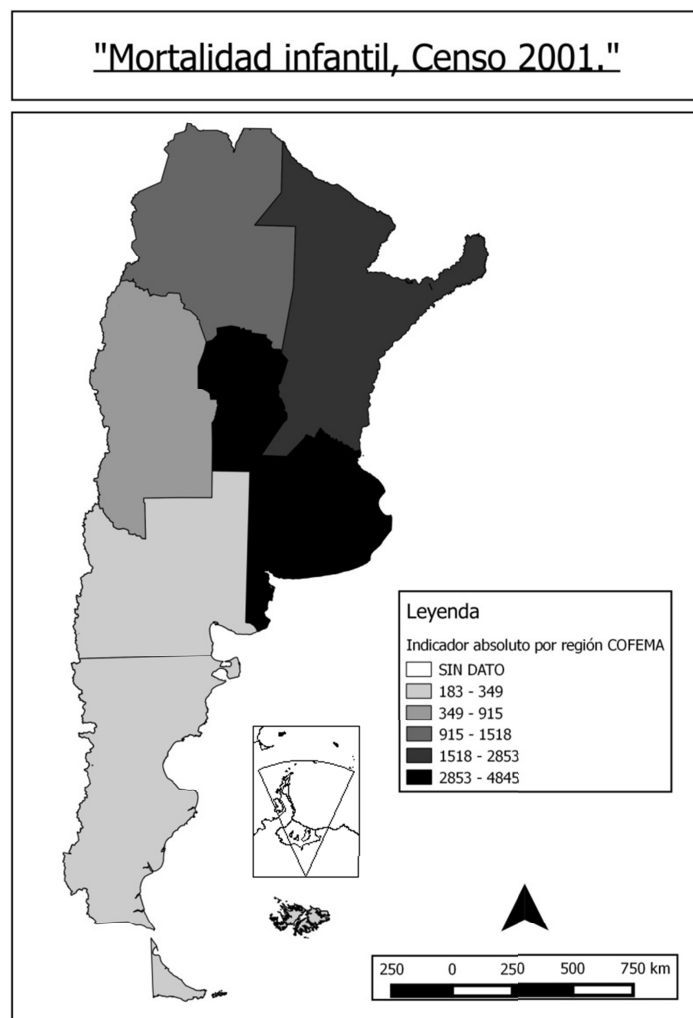 "Mortalidad infantil, Censo 2001."
Leyenda
Indicador absoluto por región COFEMA
SIN DATO
183 - 349
349 - 915
915 - 1518
1518 - 2853
2853 - 4845
250 0 250 500 750 km